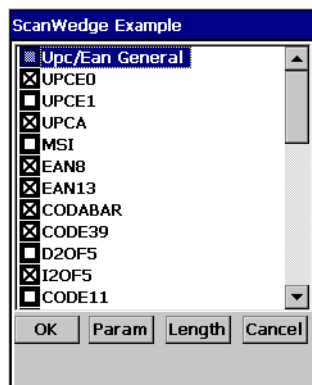 ScanWedge Example
Upc/Ean General
UPCE0
UPCE1
UPCA
MSI
EAN8
EAN13
CODABAR
CODE39
D2OF5
I2OF5
CODE11
OK Param Length Cancel